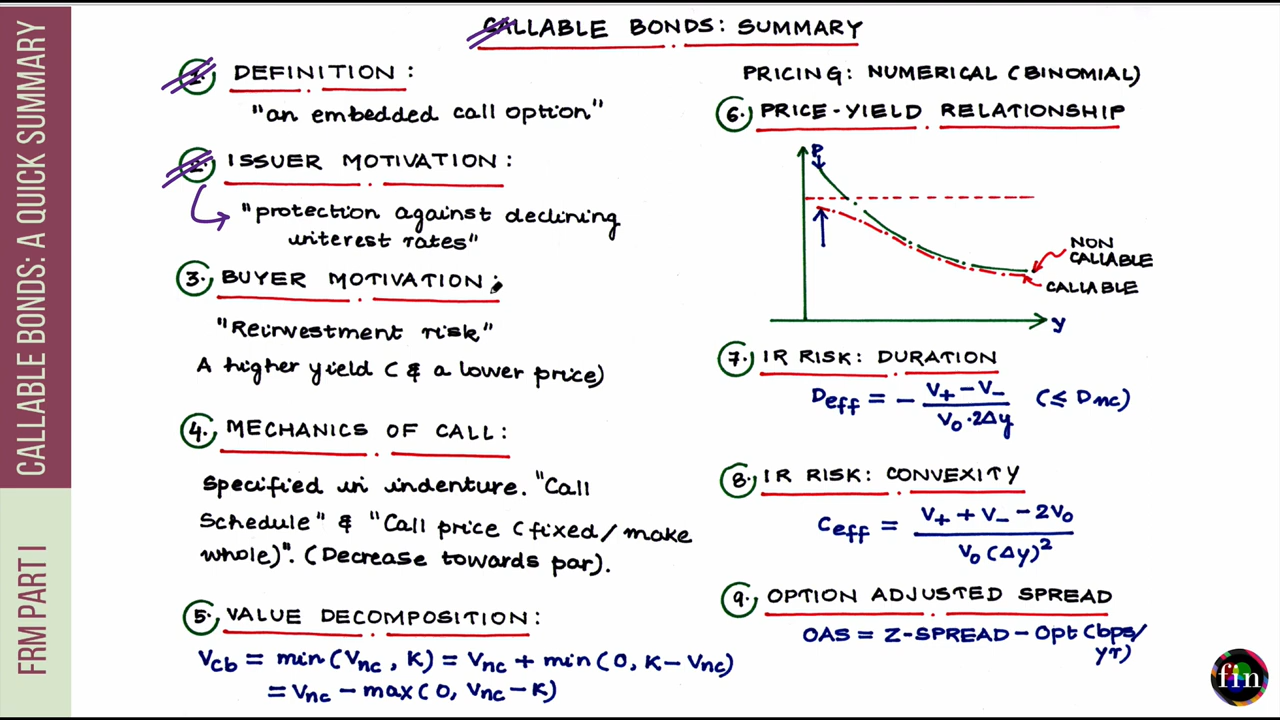 CALLABLE BONDS: A QUICK SUMMARY
FRM PART I
CALLABLE BONDS: SUMMARY
1. DEFINITION:
"an embedded call option"
2. ISSUER MOTIVATION:
"protection against declining
interest rates"
3. BUYER MOTIVATION:
"Reinvestment risk"
A higher yield (& a lower price)
4. MECHANICS OF CALL:
Specified in indenture. "Call
Schedule" & "Call price (fixed/make
whole)". (Decrease towards par).
5. VALUE DECOMPOSITION:
Vcb = min(Vnc, K) = Vnc + min(0, K-Vnc)
= Vnc - max(0, Vnc-K)
PRICING: NUMERICAL (BINOMIAL)
6. PRICE-YIELD RELATIONSHIP
P
NON
CALLABLE
CALLABLE
y
7. IR RISK: DURATION
Deff = - (V+ - V-) / (V0·2Δy) (≤ Dnc)
8. IR RISK: CONVEXITY
Ceff = (V+ + V- - 2V0) / (V0(Δy)²)
9. OPTION ADJUSTED SPREAD
OAS = Z-SPREAD - Opt (bps/
yr)
fin